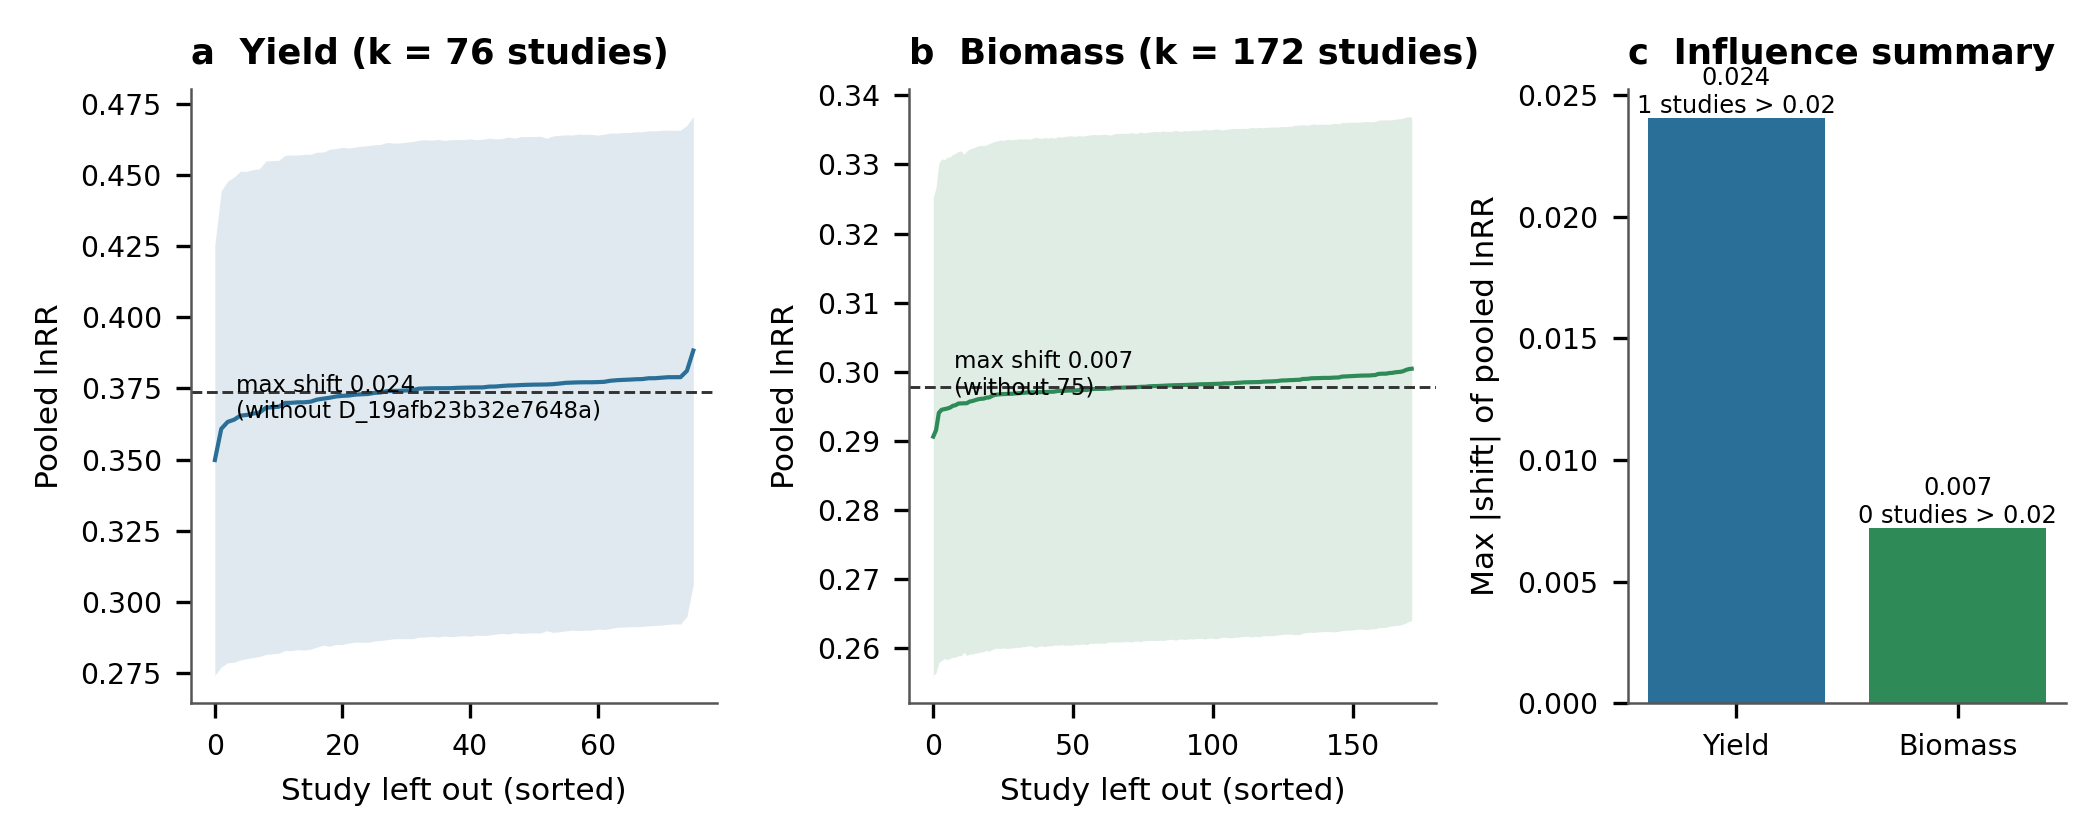 a  Yield (k = 76 studies)
0.475
0.450
0.425
0.400
0.375
0.350
0.325
0.300
0.275
Pooled lnRR
max shift 0.024
(without D_19afb23b32e7648a)
0
20
40
60
Study left out (sorted)
b  Biomass (k = 172 studies)
0.34
0.33
0.32
0.31
0.30
0.29
0.28
0.27
0.26
Pooled lnRR
max shift 0.007
(without 75)
0
50
100
150
Study left out (sorted)
c  Influence summary
0.025
0.020
0.015
0.010
0.005
0.000
Max |shift| of pooled lnRR
0.024
1 studies > 0.02
0.007
0 studies > 0.02
Yield
Biomass